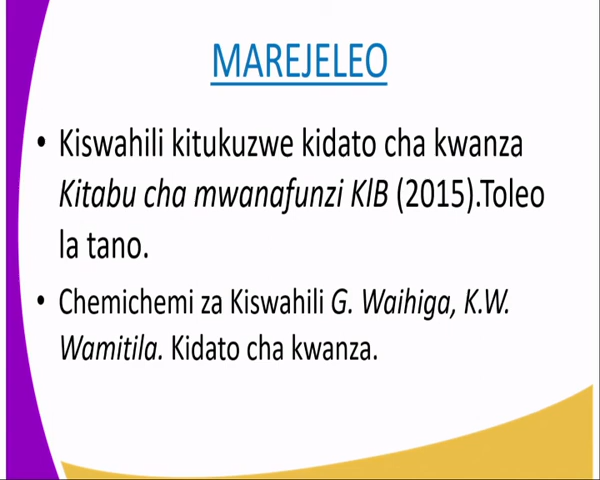 MAREJELEO
• Kiswahili kitukuzwe kidato cha kwanza
Kitabu cha mwanafunzi KlB (2015).Toleo
la tano.
• Chemichemi za Kiswahili G. Waihiga, K.W.
Wamitila. Kidato cha kwanza.